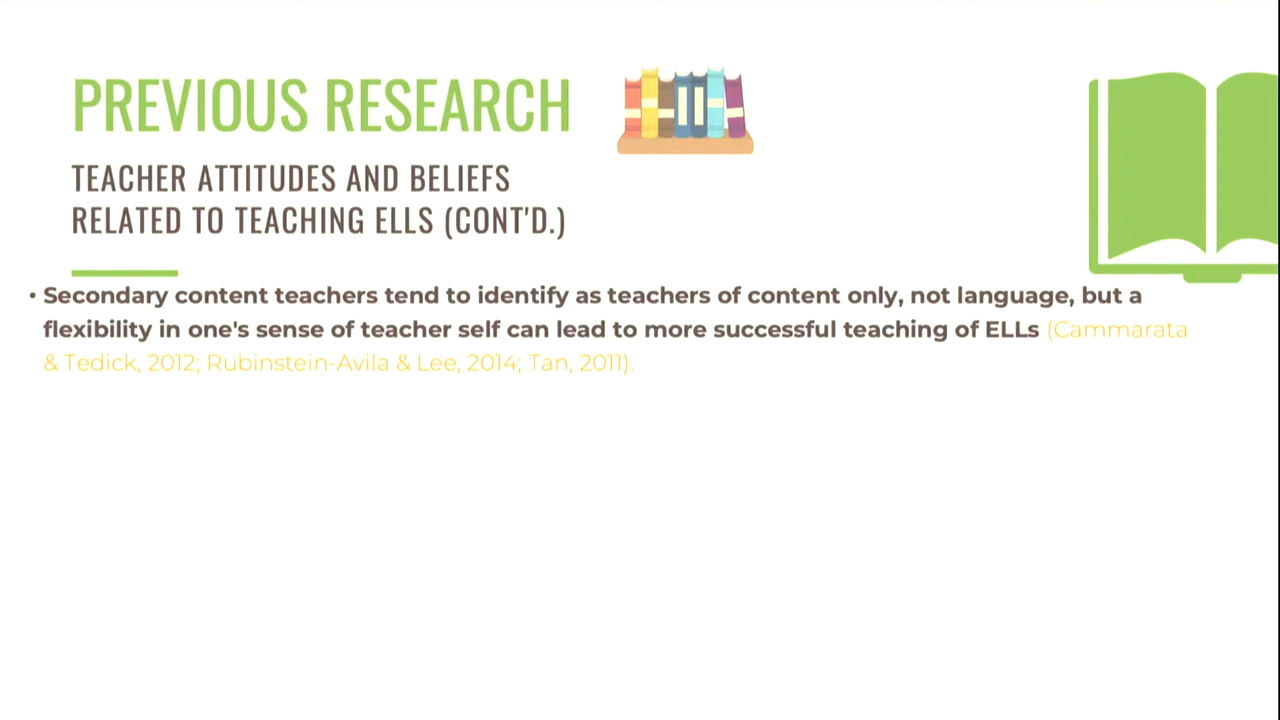 PREVIOUS RESEARCH
TEACHER ATTITUDES AND BELIEFS
RELATED TO TEACHING ELLS (CONT'D.)
• Secondary content teachers tend to identify as teachers of content only, not language, but a
flexibility in one's sense of teacher self can lead to more successful teaching of ELLs (Cammarata
& Tedick, 2012; Rubinstein-Avila & Lee, 2014; Tan, 2011).